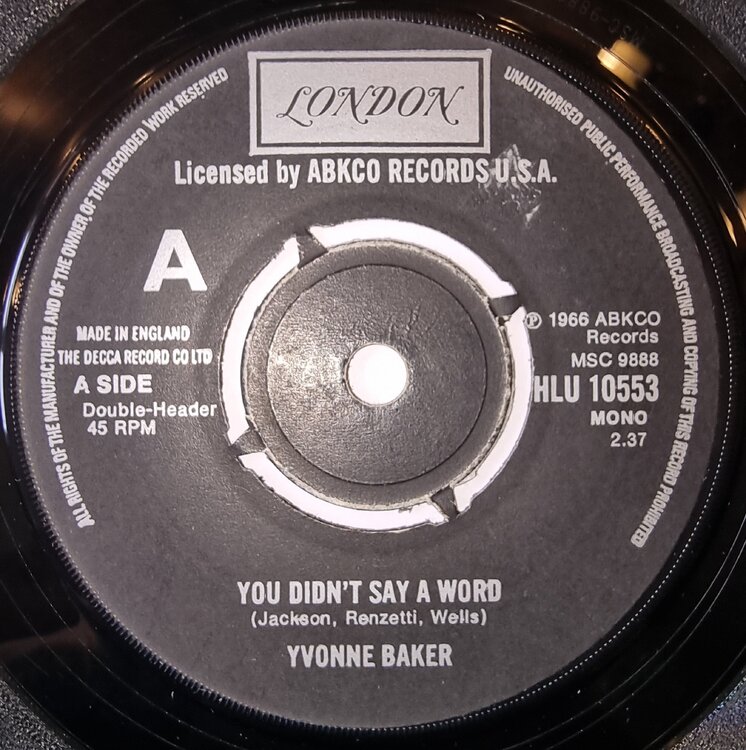 LONDON
Licensed by ABKCO RECORDS U.S.A.
ALL RIGHTS OF THE MANUFACTURER AND OF THE OWNER OF THE RECORDED WORK RESERVED
UNAUTHORISED PUBLIC PERFORMANCE BROADCASTING AND COPYING OF THIS RECORD PROHIBITED
A
MADE IN ENGLAND
THE DECCA RECORD CO LTD
A SIDE
Double-Header
45 RPM
℗ 1966 ABKCO
Records
MSC 9888
HLU 10553
MONO
2.37
YOU DIDN'T SAY A WORD
(Jackson, Renzetti, Wells)
YVONNE BAKER